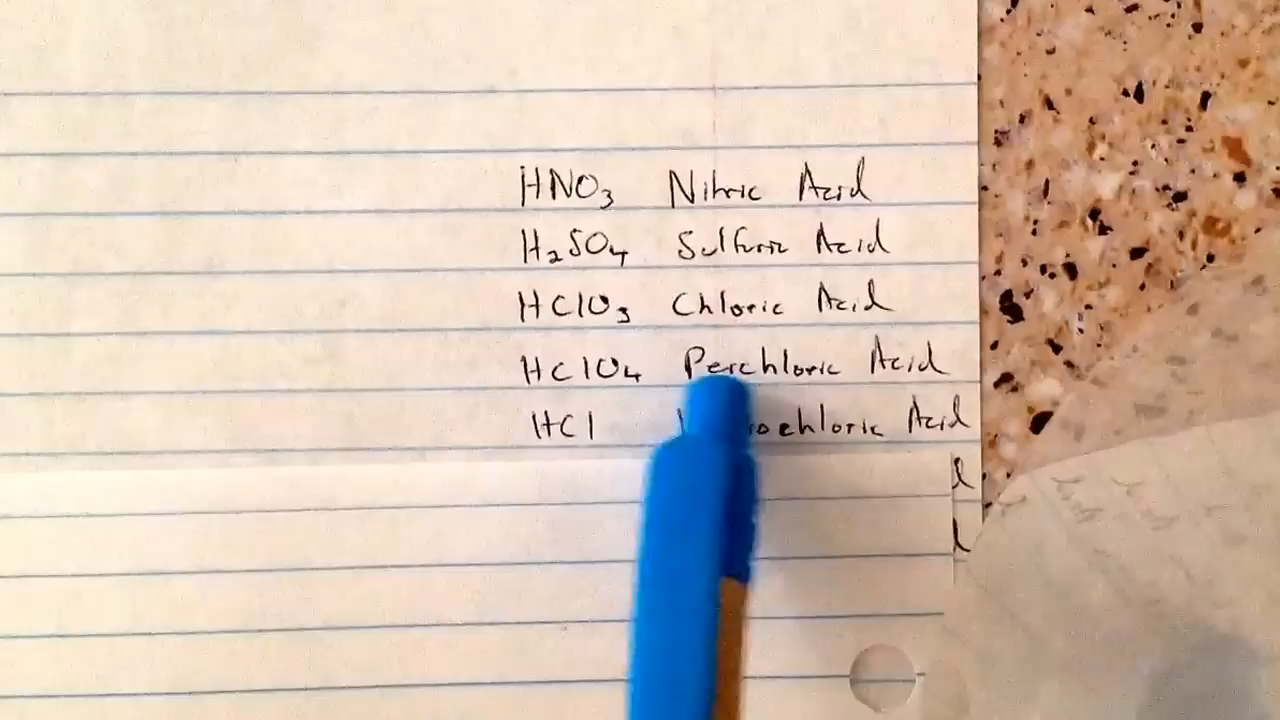 HNO₃ Nitric Acid
H₂SO₄ Sulfuric Acid
HClO₃ Chloric Acid
HClO₄ Perchloric Acid
HCl Acid